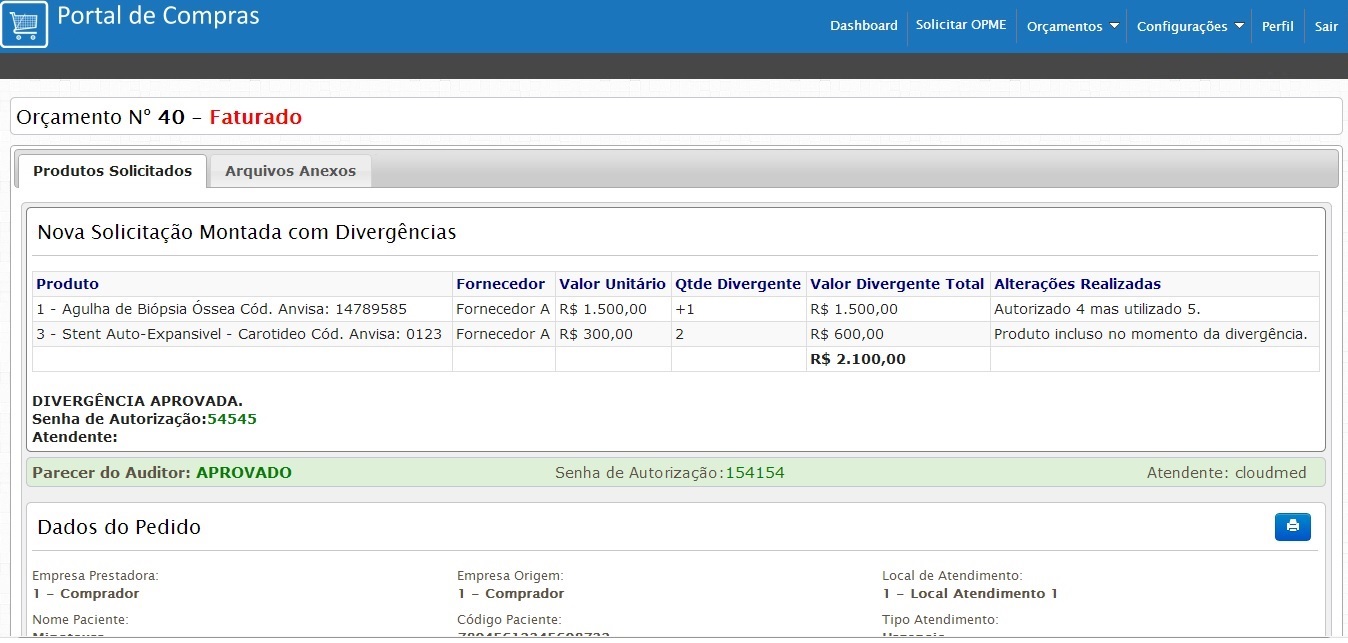 Portal de Compras
Dashboard Solicitar OPME Orçamentos Configurações Perfil Sair
Orçamento Nº 40 - Faturado
Produtos Solicitados Arquivos Anexos
Nova Solicitação Montada com Divergências
Produto Fornecedor Valor Unitário Qtde Divergente Valor Divergente Total Alterações Realizadas
1 - Agulha de Biópsia Óssea Cód. Anvisa: 14789585 Fornecedor A R$ 1.500,00 +1 R$ 1.500,00 Autorizado 4 mas utilizado 5.
3 - Stent Auto-Expansivel - Carotideo Cód. Anvisa: 0123 Fornecedor A R$ 300,00 2 R$ 600,00 Produto incluso no momento da divergência.
R$ 2.100,00
DIVERGÊNCIA APROVADA.
Senha de Autorização:54545
Atendente:
Parecer do Auditor: APROVADO Senha de Autorização:154154 Atendente: cloudmed
Dados do Pedido
Empresa Prestadora: Empresa Origem: Local de Atendimento:
1 - Comprador 1 - Comprador 1 - Local Atendimento 1
Nome Paciente: Código Paciente: Tipo Atendimento: